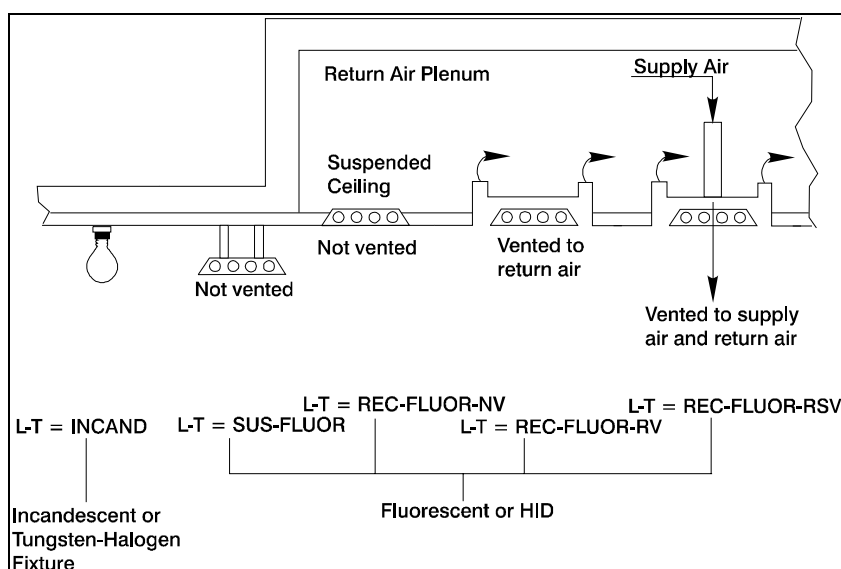 Return Air Plenum
Supply Air
Suspended
Ceiling
Not vented
Not vented
Vented to
return air
Vented to supply
air and return air
L-T = INCAND
L-T = SUS-FLUOR
L-T = REC-FLUOR-NV
L-T = REC-FLUOR-RV
L-T = REC-FLUOR-RSV
Incandescent or
Tungsten-Halogen
Fixture
Fluorescent or HID